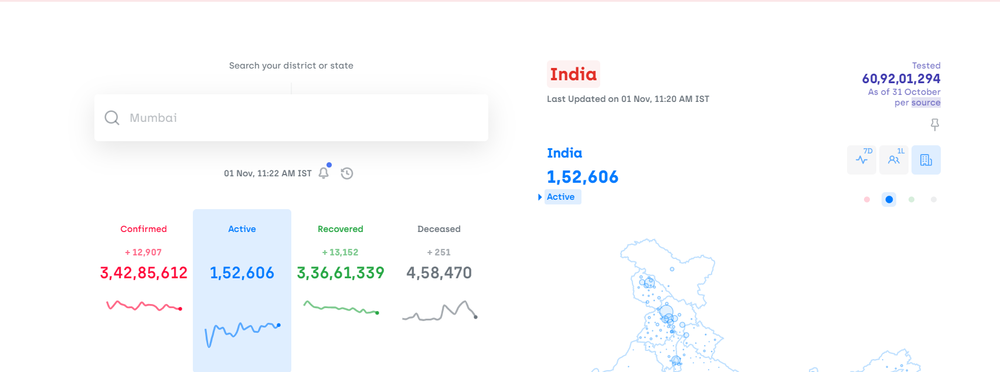 Search your district or state
Mumbai
01 Nov, 11:22 AM IST
Confirmed
+ 12,907
3,42,85,612
Active
1,52,606
Recovered
+ 13,152
3,36,61,339
Deceased
+ 251
4,58,470
India
Last Updated on 01 Nov, 11:20 AM IST
Tested
60,92,01,294
As of 31 October
per source
India
1,52,606
Active
7D
1L